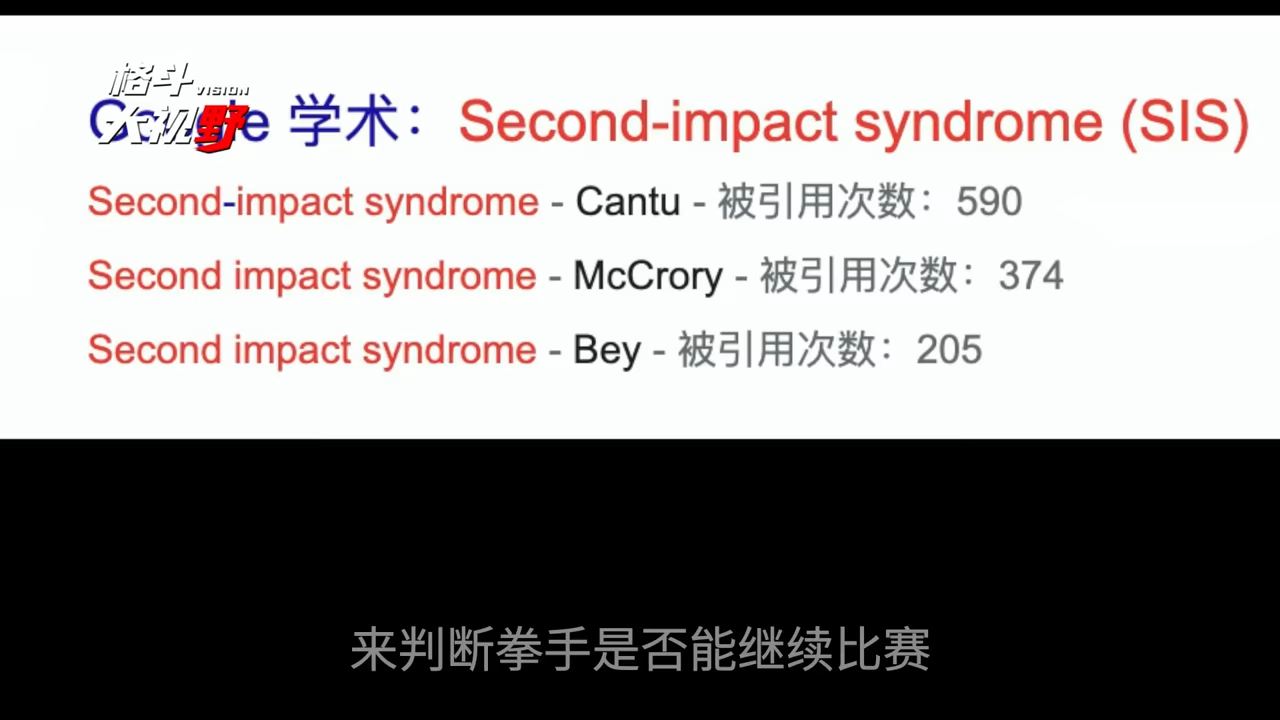 格斗 VISION
大视野
Google 学术：Second-impact syndrome (SIS)
Second-impact syndrome - Cantu - 被引用次数：590
Second impact syndrome - McCrory - 被引用次数：374
Second impact syndrome - Bey - 被引用次数：205
来判断拳手是否能继续比赛